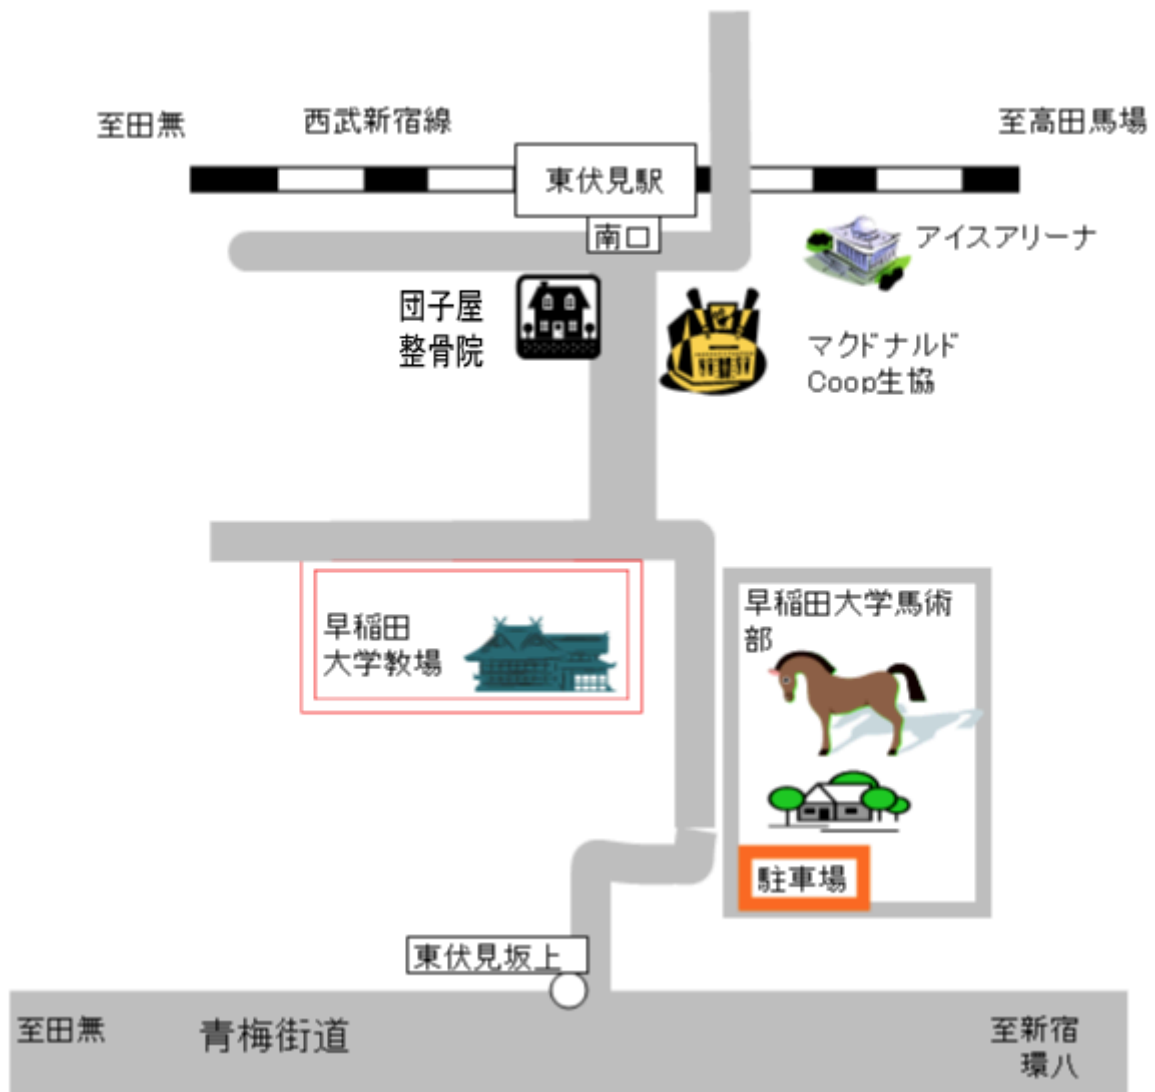 至田無
西武新宿線
至高田馬場
東伏見駅
南口
アイスアリーナ
団子屋
整骨院
マクドナルド
Coop生協
早稲田
大学教場
早稲田大学馬術
部
駐車場
東伏見坂上
至田無
青梅街道
至新宿
環八